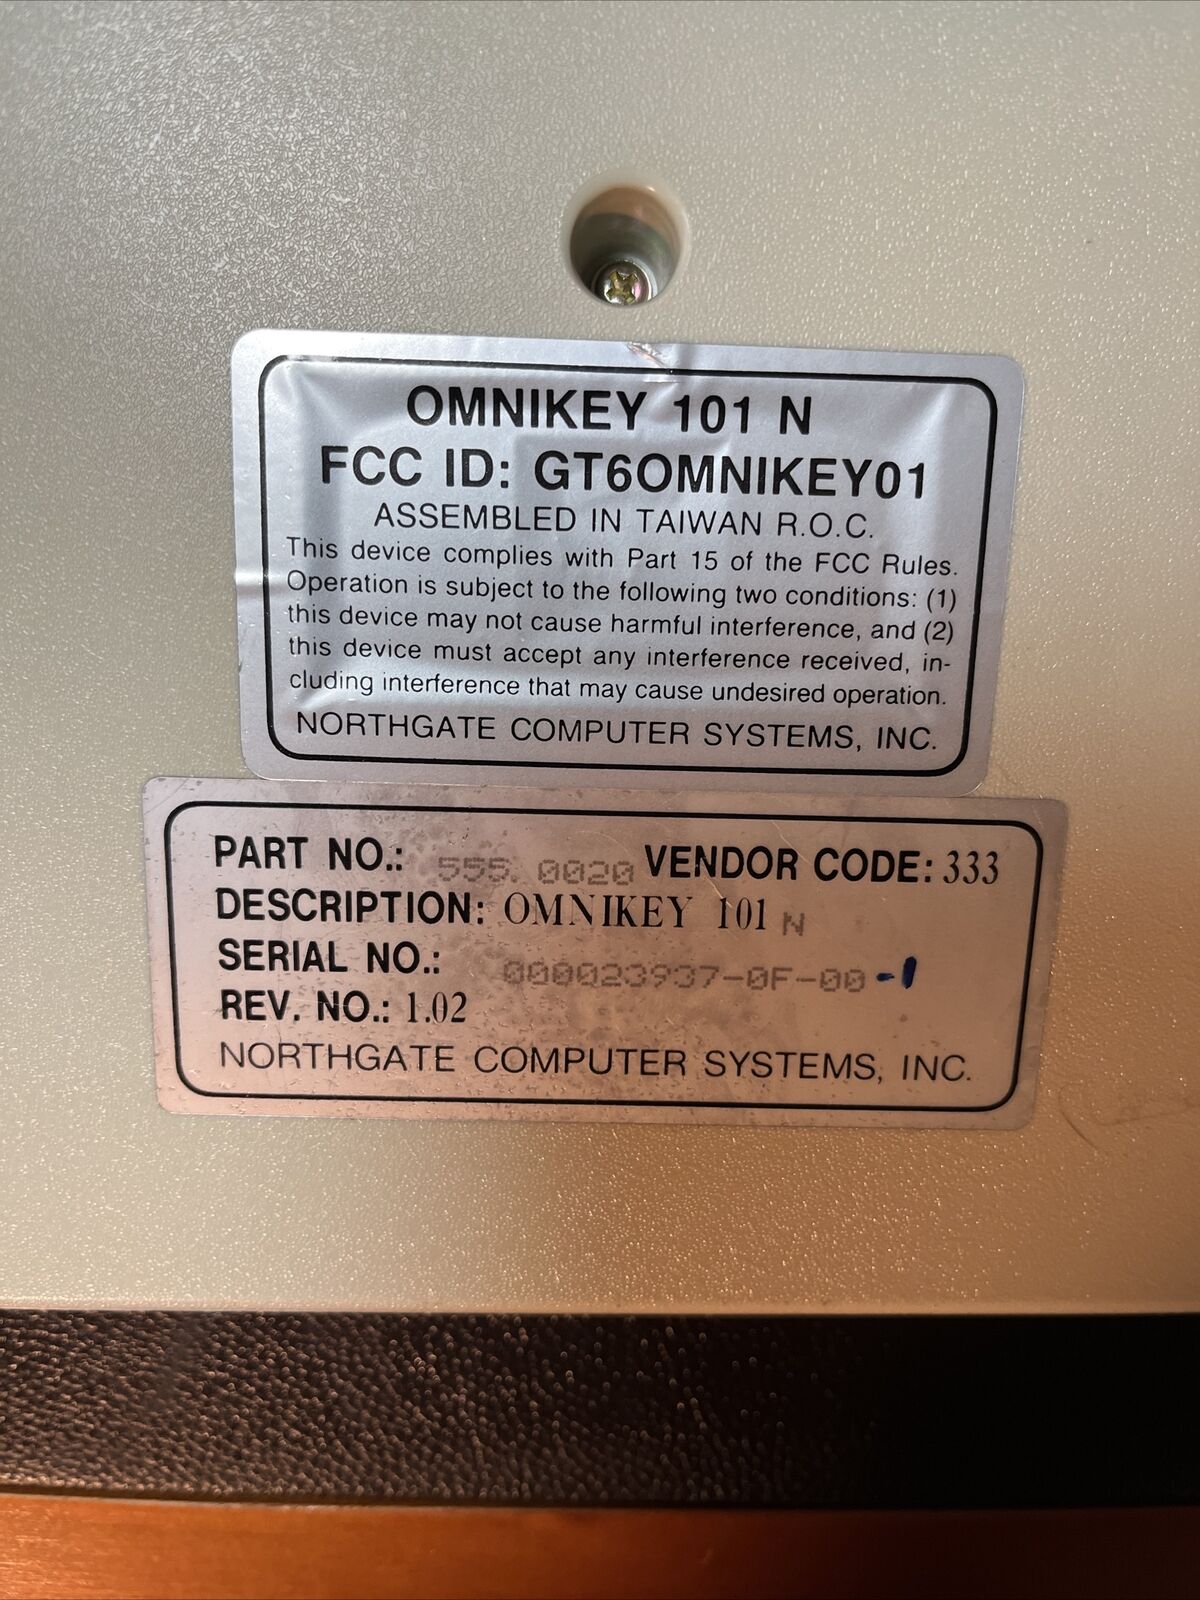 OMNIKEY 101 N
FCC ID: GT6OMNIKEY01
ASSEMBLED IN TAIWAN R.O.C.
This device complies with Part 15 of the FCC Rules.
Operation is subject to the following two conditions: (1)
this device may not cause harmful interference, and (2)
this device must accept any interference received, in-
cluding interference that may cause undesired operation.
NORTHGATE COMPUTER SYSTEMS, INC.
PART NO.: 555. 0020 VENDOR CODE: 333
DESCRIPTION: OMNIKEY 101 N
SERIAL NO.: 000023937-0F-00-1
REV. NO.: 1.02
NORTHGATE COMPUTER SYSTEMS, INC.